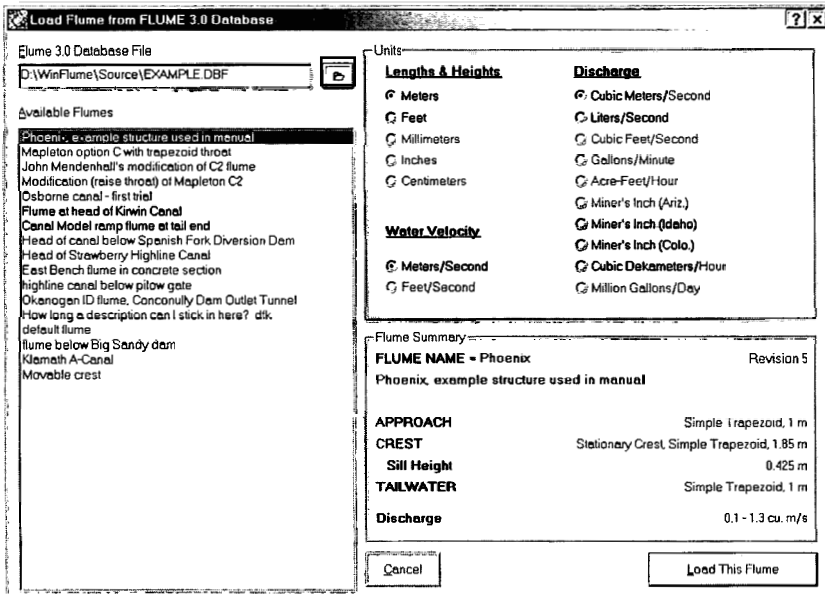 Load Flume from FLUME 3.0 Database
Flume 3.0 Database File
D:\WinFlume\Source\EXAMPLE.DBF
Available Flumes
Phoenix, example structure used in manual
Mapleton option C with trapezoid throat
John Mendenhall's modification of C2 flume
Modification (raise throat) of Mapleton C2
Osborne canal - first trial
Flume at head of Kirwin Canal
Canal Model ramp flume at tail end
Head of canal below Spanish Fork Diversion Dam
Head of Strawberry Highline Canal
East Bench flume in concrete section
highline canal below pilow gate
Okanogan ID flume, Conconully Dam Outlet Tunnel
How long a description can I stick in here? dtk
default flume
flume below Big Sandy dam
Klamath A-Canal
Movable crest
Units
Lengths & Heights
Meters
Feet
Millimeters
Inches
Centimeters
Water Velocity
Meters/Second
Feet/Second
Discharge
Cubic Meters/Second
Liters/Second
Cubic Feet/Second
Gallons/Minute
Acre-Feet/Hour
Miner's Inch (Ariz.)
Miner's Inch (Idaho)
Miner's Inch (Colo.)
Cubic Dekameters/Hour
Million Gallons/Day
Flume Summary
FLUME NAME = Phoenix Revision 5
Phoenix, example structure used in manual
APPROACH Simple Trapezoid, 1 m
CREST Stationary Crest, Simple Trapezoid, 1.85 m
Sill Height 0.425 m
TAILWATER Simple Trapezoid, 1 m
Discharge 0.1 - 1.3 cu. m/s
Cancel
Load This Flume